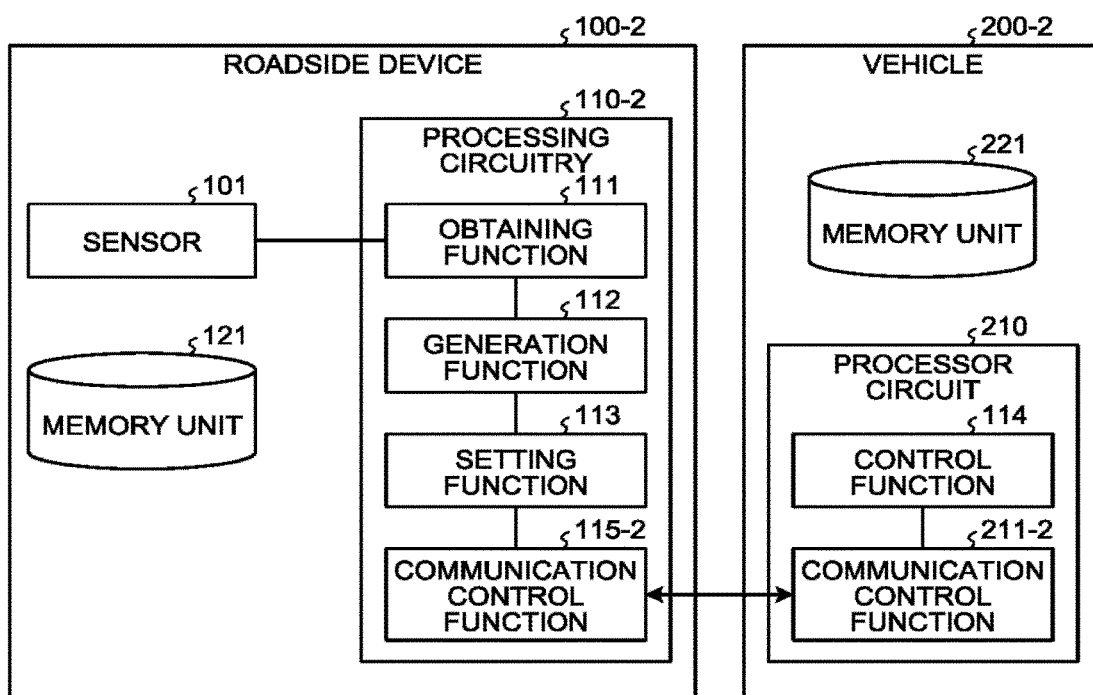 100-2
ROADSIDE DEVICE
110-2
PROCESSING
CIRCUITRY
101
SENSOR
111
OBTAINING
FUNCTION
112
GENERATION
FUNCTION
121
MEMORY UNIT
113
SETTING
FUNCTION
115-2
COMMUNICATION
CONTROL
FUNCTION
200-2
VEHICLE
221
MEMORY UNIT
210
PROCESSOR
CIRCUIT
114
CONTROL
FUNCTION
211-2
COMMUNICATION
CONTROL
FUNCTION